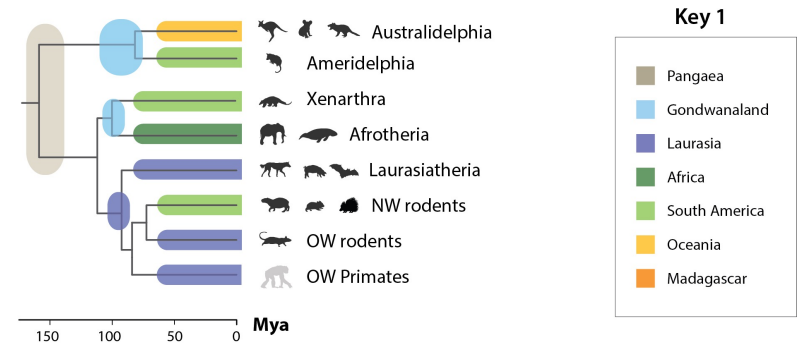 Key 1
Australidelphia
Ameridelphia
Xenarthra
Afrotheria
Laurasiatheria
NW rodents
OW rodents
OW Primates
Pangaea
Gondwanaland
Laurasia
Africa
South America
Oceania
Madagascar
150 100 50 0 Mya